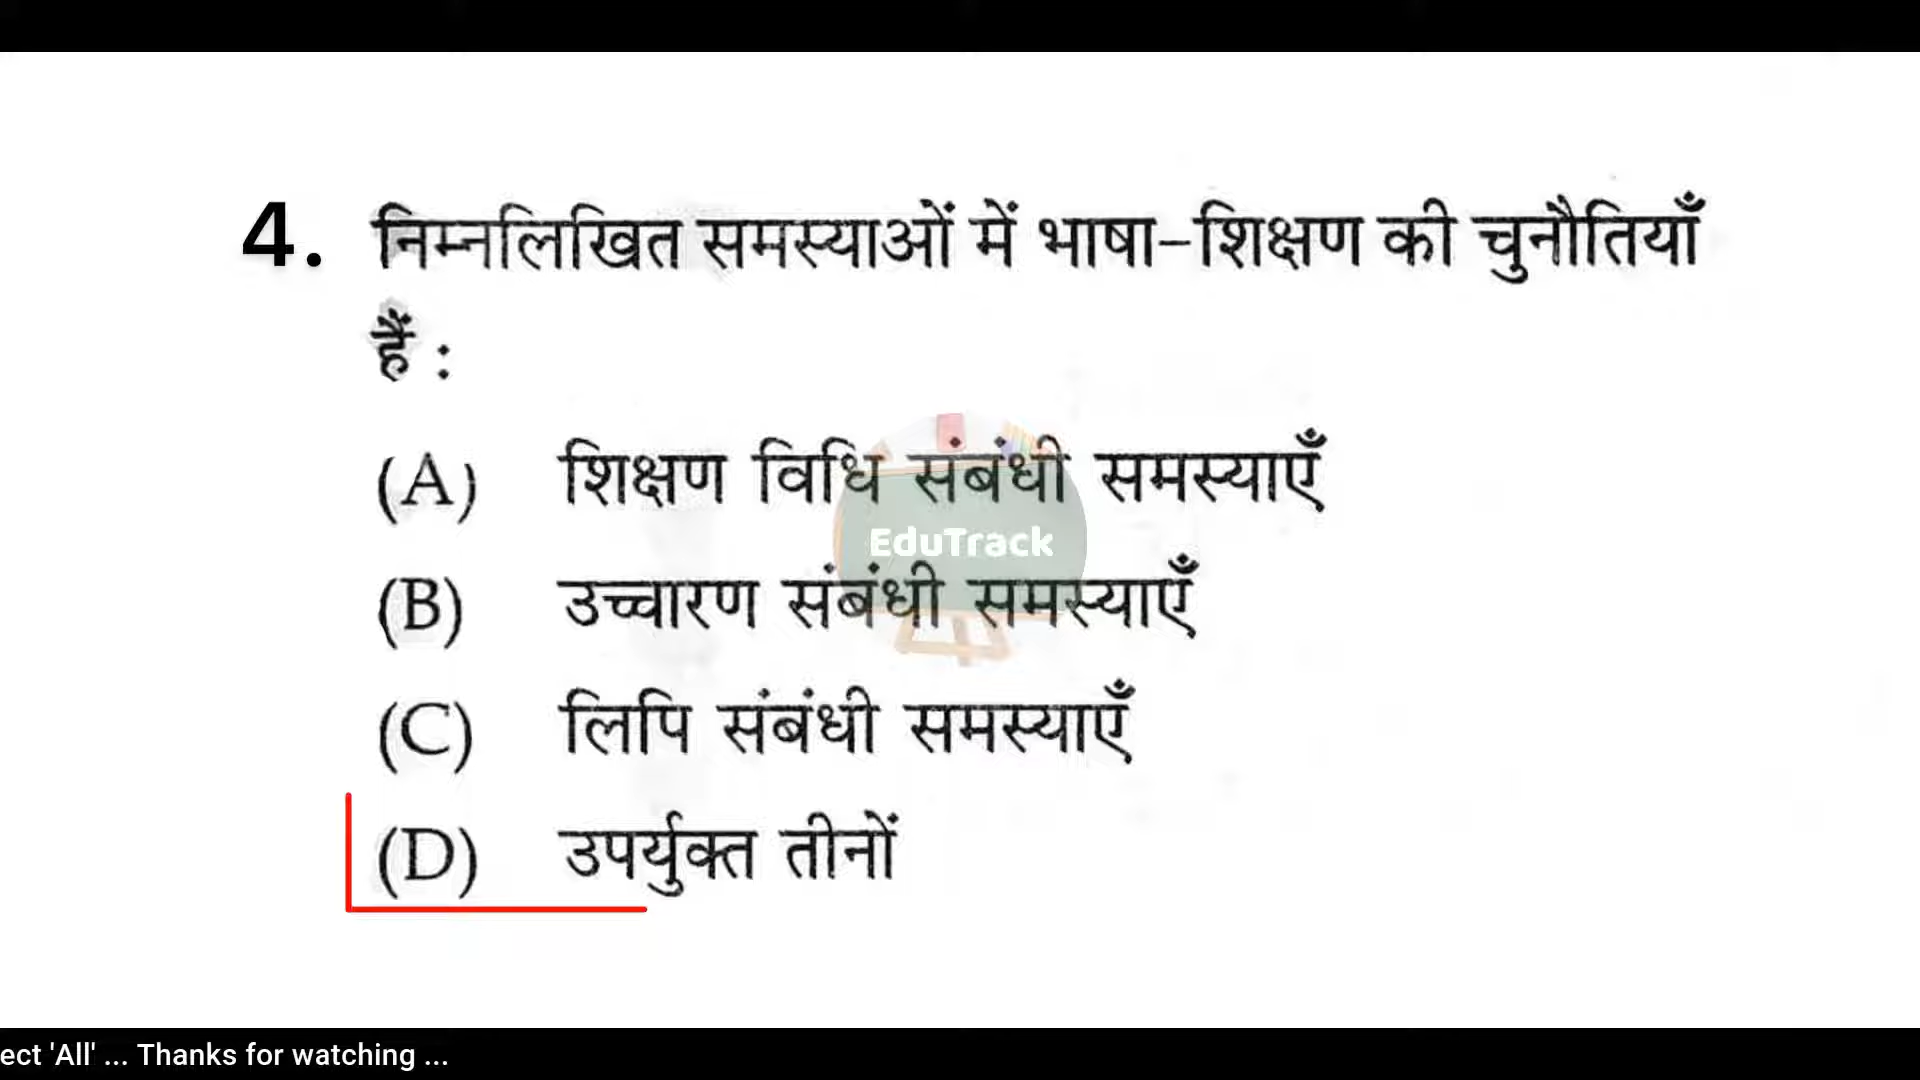 4. निम्नलिखित समस्याओं में भाषा-शिक्षण की चुनौतियाँ
हैं :
(A) शिक्षण विधि संबंधी समस्याएँ
EduTrack
(B) उच्चारण संबंधी समस्याएँ
(C) लिपि संबंधी समस्याएँ
(D) उपर्युक्त तीनों
ect 'All' ... Thanks for watching ...